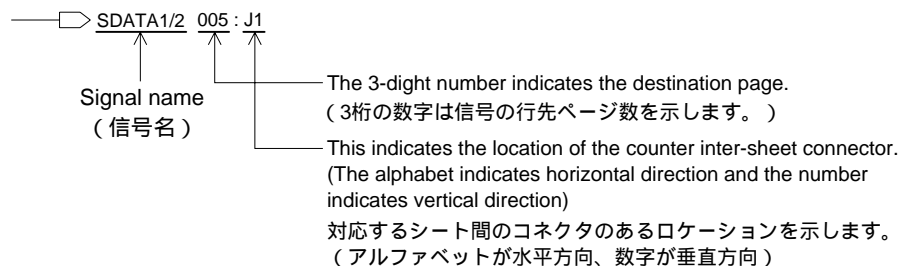 SDATA1/2 005 : J1
Signal name
（信号名）
The 3-dight number indicates the destination page.
（3桁の数字は信号の行先ページ数を示します。）
This indicates the location of the counter inter-sheet connector.
(The alphabet indicates horizontal direction and the number
indicates vertical direction)
対応するシート間のコネクタのあるロケーションを示します。
（アルファベットが水平方向、数字が垂直方向）